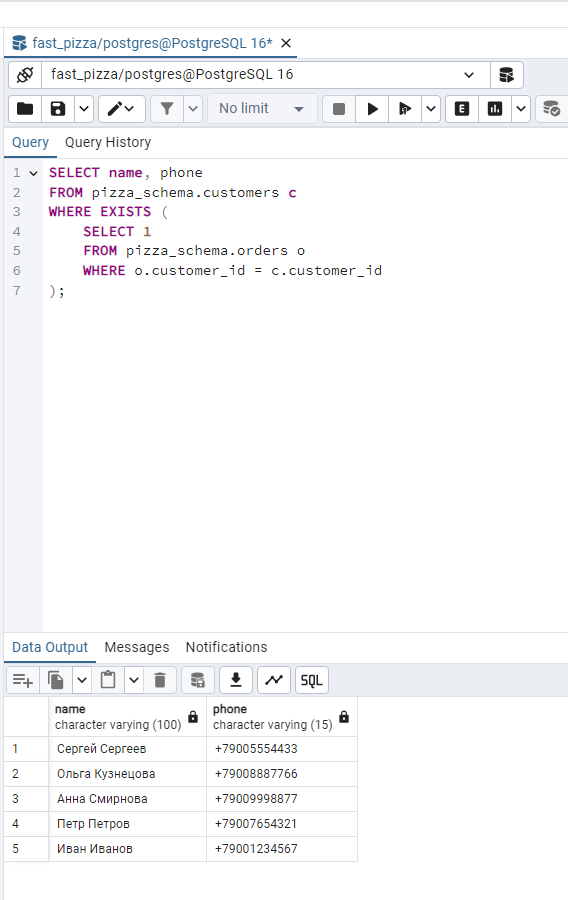 fast_pizza/postgres@PostgreSQL 16*
fast_pizza/postgres@PostgreSQL 16
No limit
E
Query Query History
1 SELECT name, phone
2 FROM pizza_schema.customers c
3 WHERE EXISTS (
4 SELECT 1
5 FROM pizza_schema.orders o
6 WHERE o.customer_id = c.customer_id
7 );
Data Output Messages Notifications
SQL
name phone
character varying (100) character varying (15)
1 Сергей Сергеев +79005554433
2 Ольга Кузнецова +79008887766
3 Анна Смирнова +79009998877
4 Петр Петров +79007654321
5 Иван Иванов +79001234567